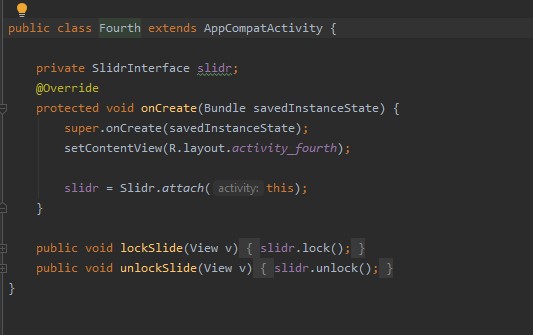 public class Fourth extends AppCompatActivity {
private SlidrInterface slidr;
@Override
protected void onCreate(Bundle savedInstanceState) {
super.onCreate(savedInstanceState);
setContentView(R.layout.activity_fourth);
slidr = Slidr.attach( activity: this);
}
public void lockSlide(View v) { slidr.lock(); }
public void unlockSlide(View v) { slidr.unlock(); }
}